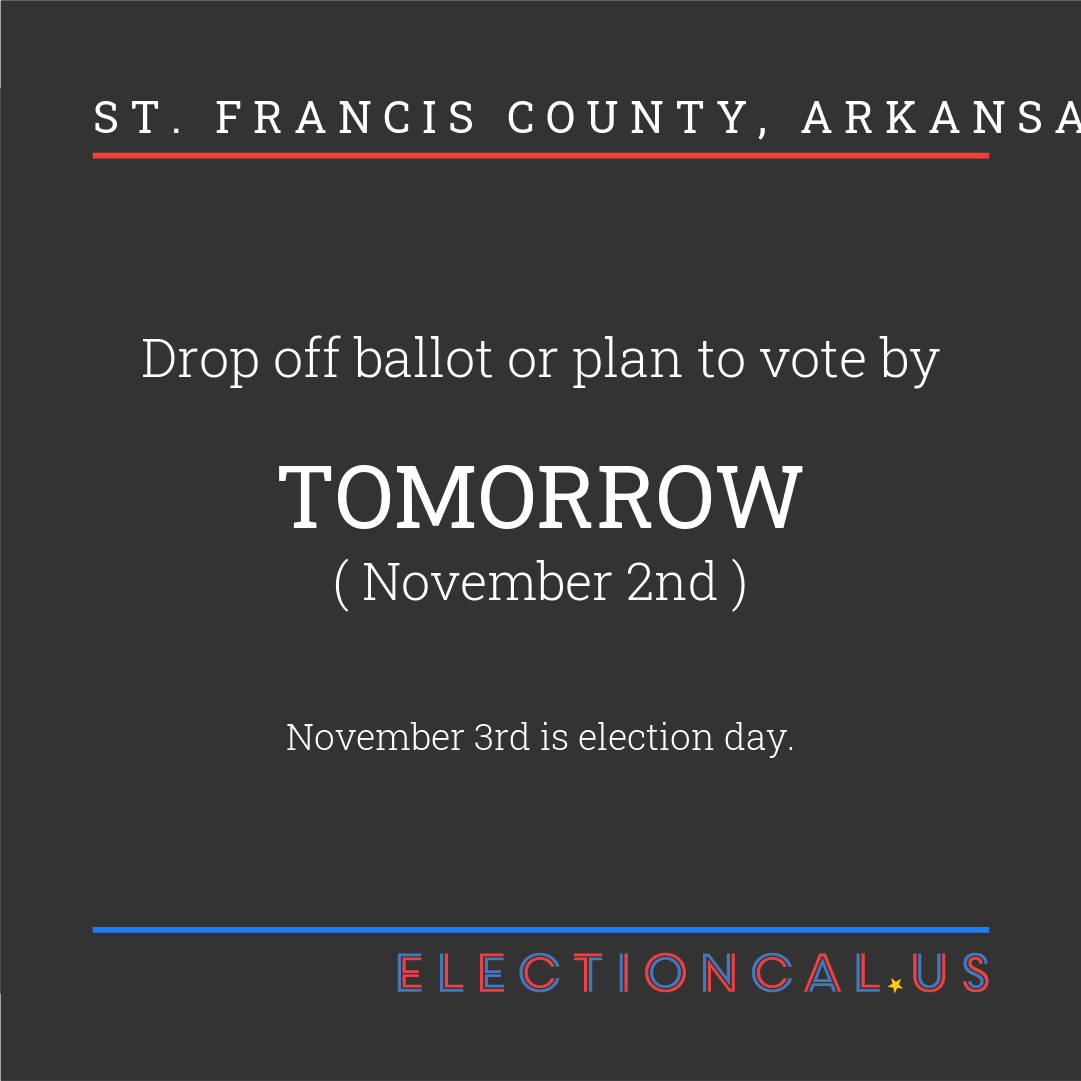 ST. FRANCIS COUNTY, ARKANSA
Drop off ballot or plan to vote by
TOMORROW
( November 2nd )
November 3rd is election day.
ELECTIONCAL.US